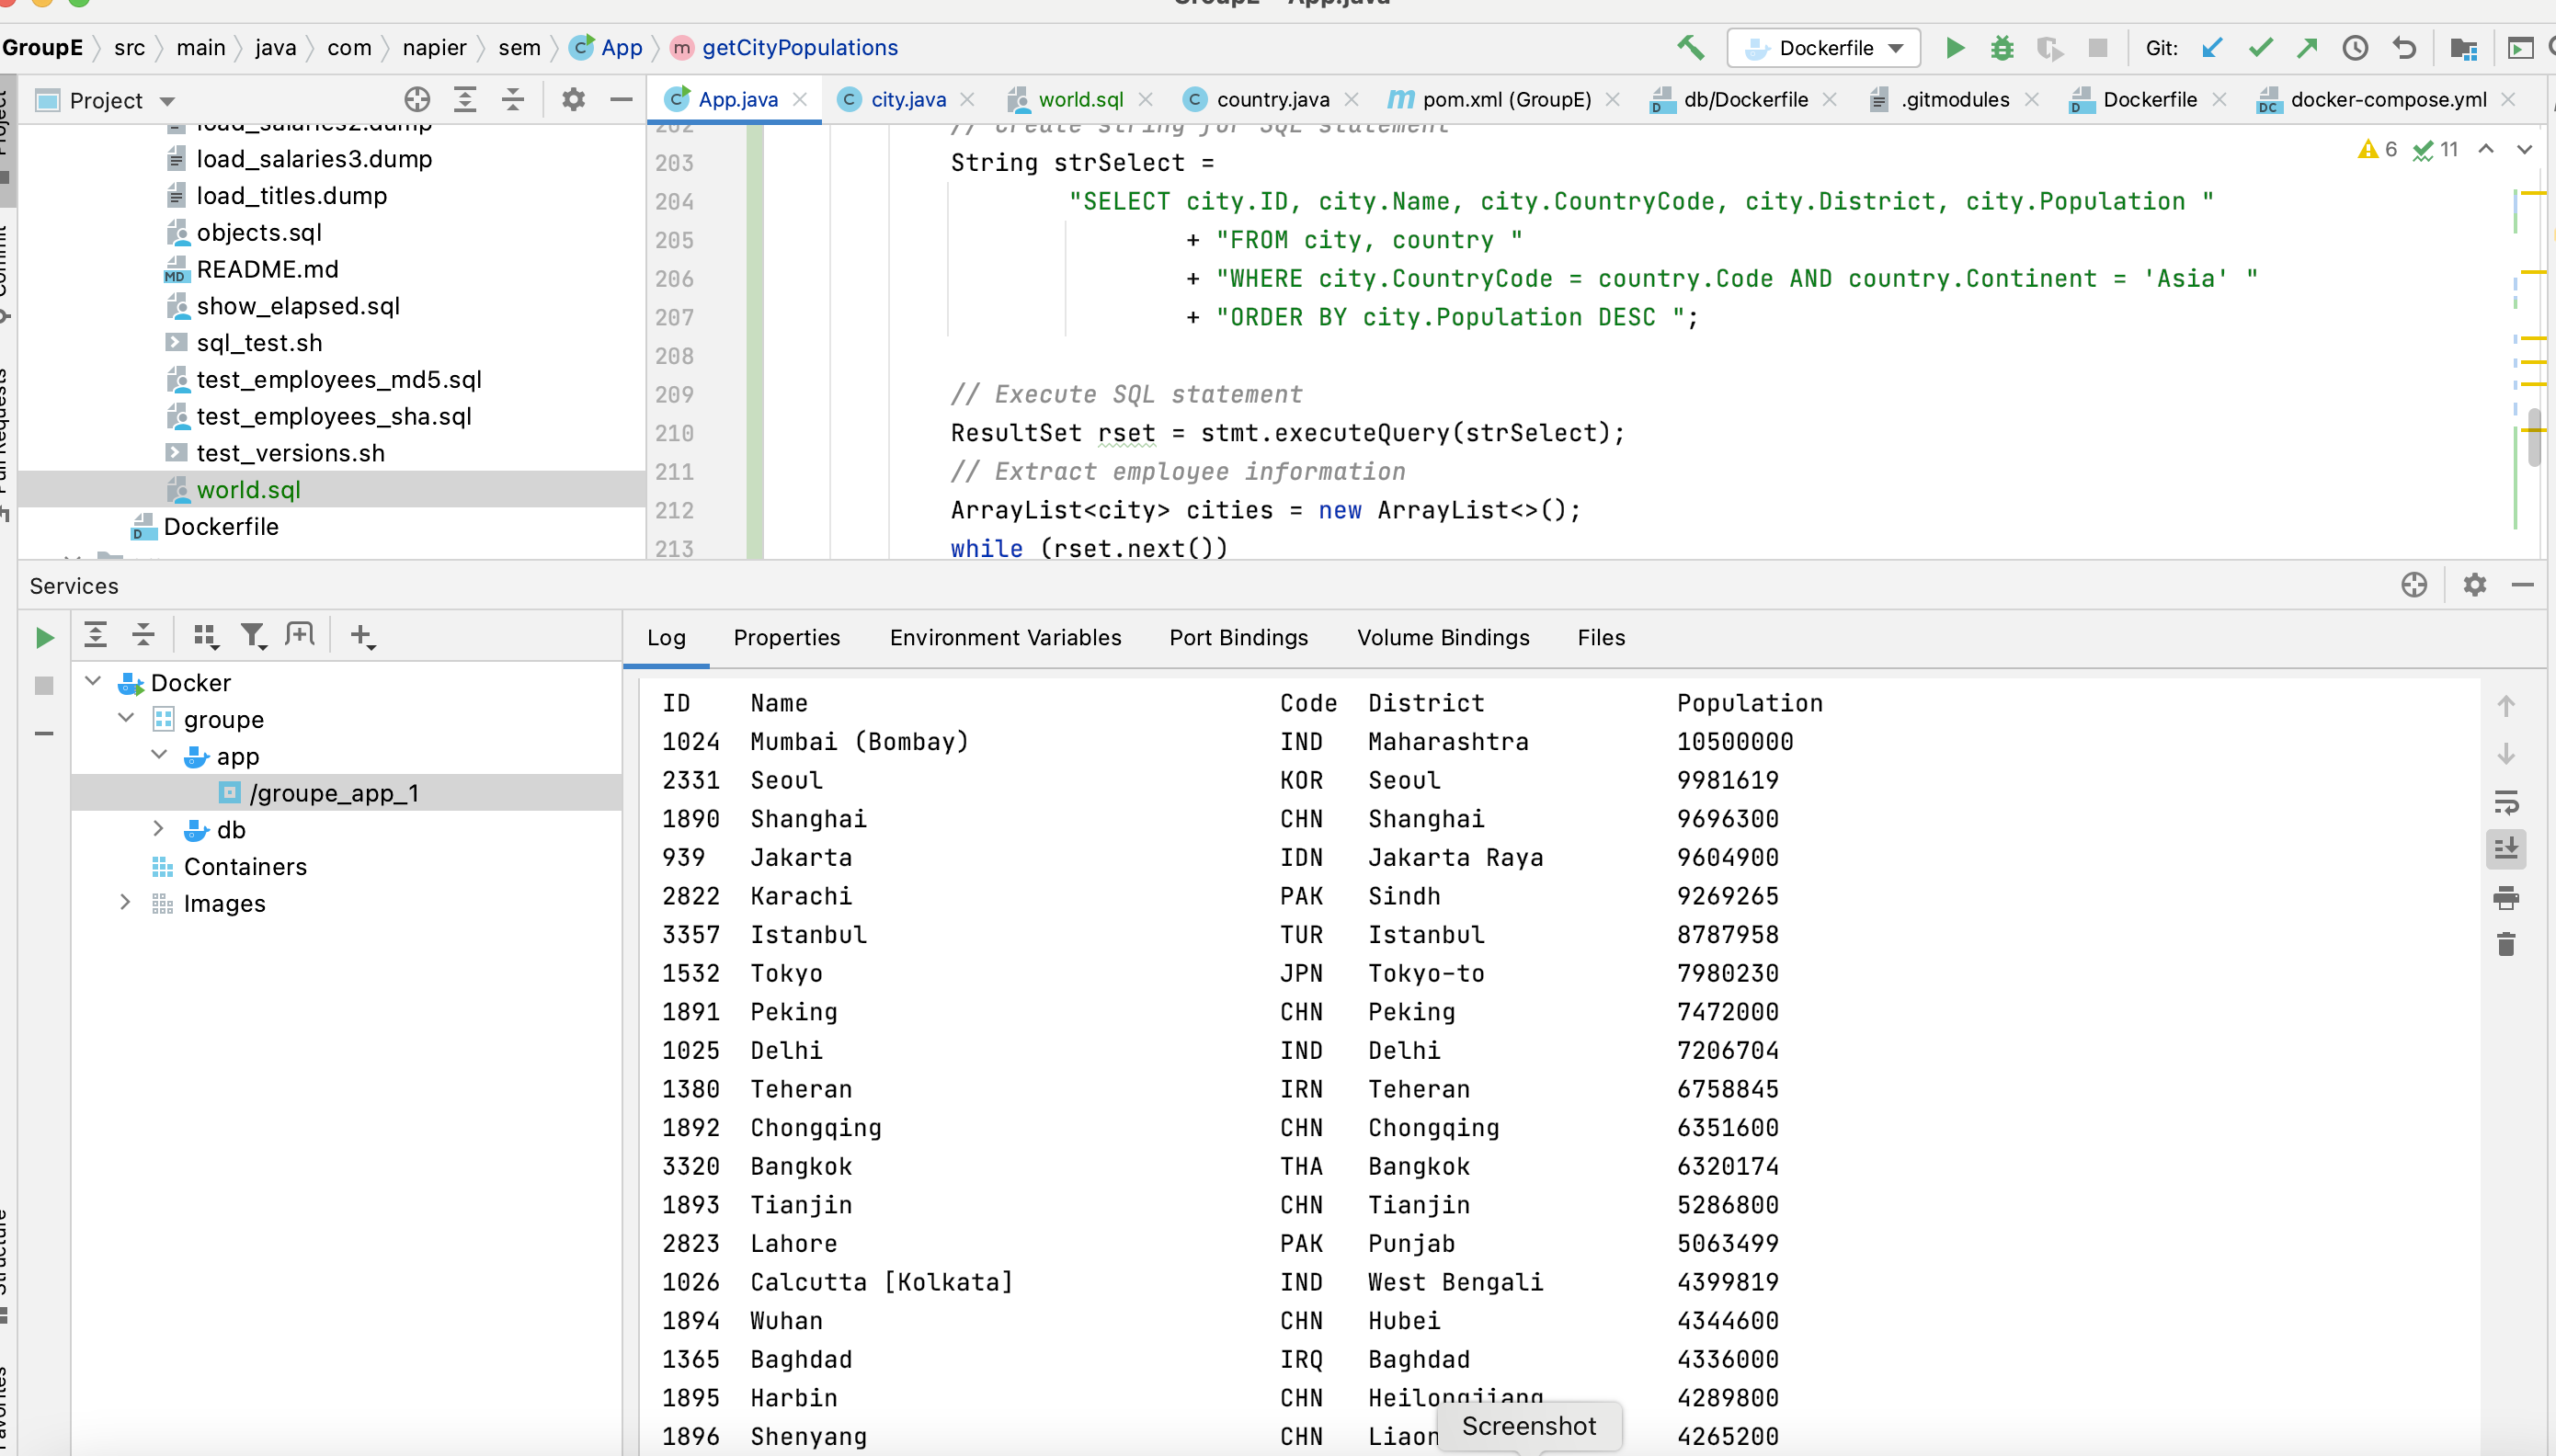 GroupE src main java com napier sem App getCityPopulations Dockerfile Git:
Project
App.java city.java world.sql country.java pom.xml (GroupE) db/Dockerfile .gitmodules Dockerfile docker-compose.yml
load_salaries2.dump
load_salaries3.dump
load_titles.dump
objects.sql
README.md
show_elapsed.sql
sql_test.sh
test_employees_md5.sql
test_employees_sha.sql
test_versions.sh
world.sql
Dockerfile
6 11
202 // Create string for SQL statement
203 String strSelect =
204 "SELECT city.ID, city.Name, city.CountryCode, city.District, city.Population "
205 + "FROM city, country "
206 + "WHERE city.CountryCode = country.Code AND country.Continent = 'Asia' "
207 + "ORDER BY city.Population DESC ";
208
209 // Execute SQL statement
210 ResultSet rset = stmt.executeQuery(strSelect);
211 // Extract employee information
212 ArrayList<city> cities = new ArrayList<>();
213 while (rset.next())
Services
Docker
groupe
app
/groupe_app_1
db
Containers
Images
Log Properties Environment Variables Port Bindings Volume Bindings Files
ID Name Code District Population
1024 Mumbai (Bombay) IND Maharashtra 10500000
2331 Seoul KOR Seoul 9981619
1890 Shanghai CHN Shanghai 9696300
939 Jakarta IDN Jakarta Raya 9604900
2822 Karachi PAK Sindh 9269265
3357 Istanbul TUR Istanbul 8787958
1532 Tokyo JPN Tokyo-to 7980230
1891 Peking CHN Peking 7472000
1025 Delhi IND Delhi 7206704
1380 Teheran IRN Teheran 6758845
1892 Chongqing CHN Chongqing 6351600
3320 Bangkok THA Bangkok 6320174
1893 Tianjin CHN Tianjin 5286800
2823 Lahore PAK Punjab 5063499
1026 Calcutta [Kolkata] IND West Bengali 4399819
1894 Wuhan CHN Hubei 4344600
1365 Baghdad IRQ Baghdad 4336000
1895 Harbin CHN Heilongjiang 4289800
1896 Shenyang CHN Liaon 4265200
Screenshot